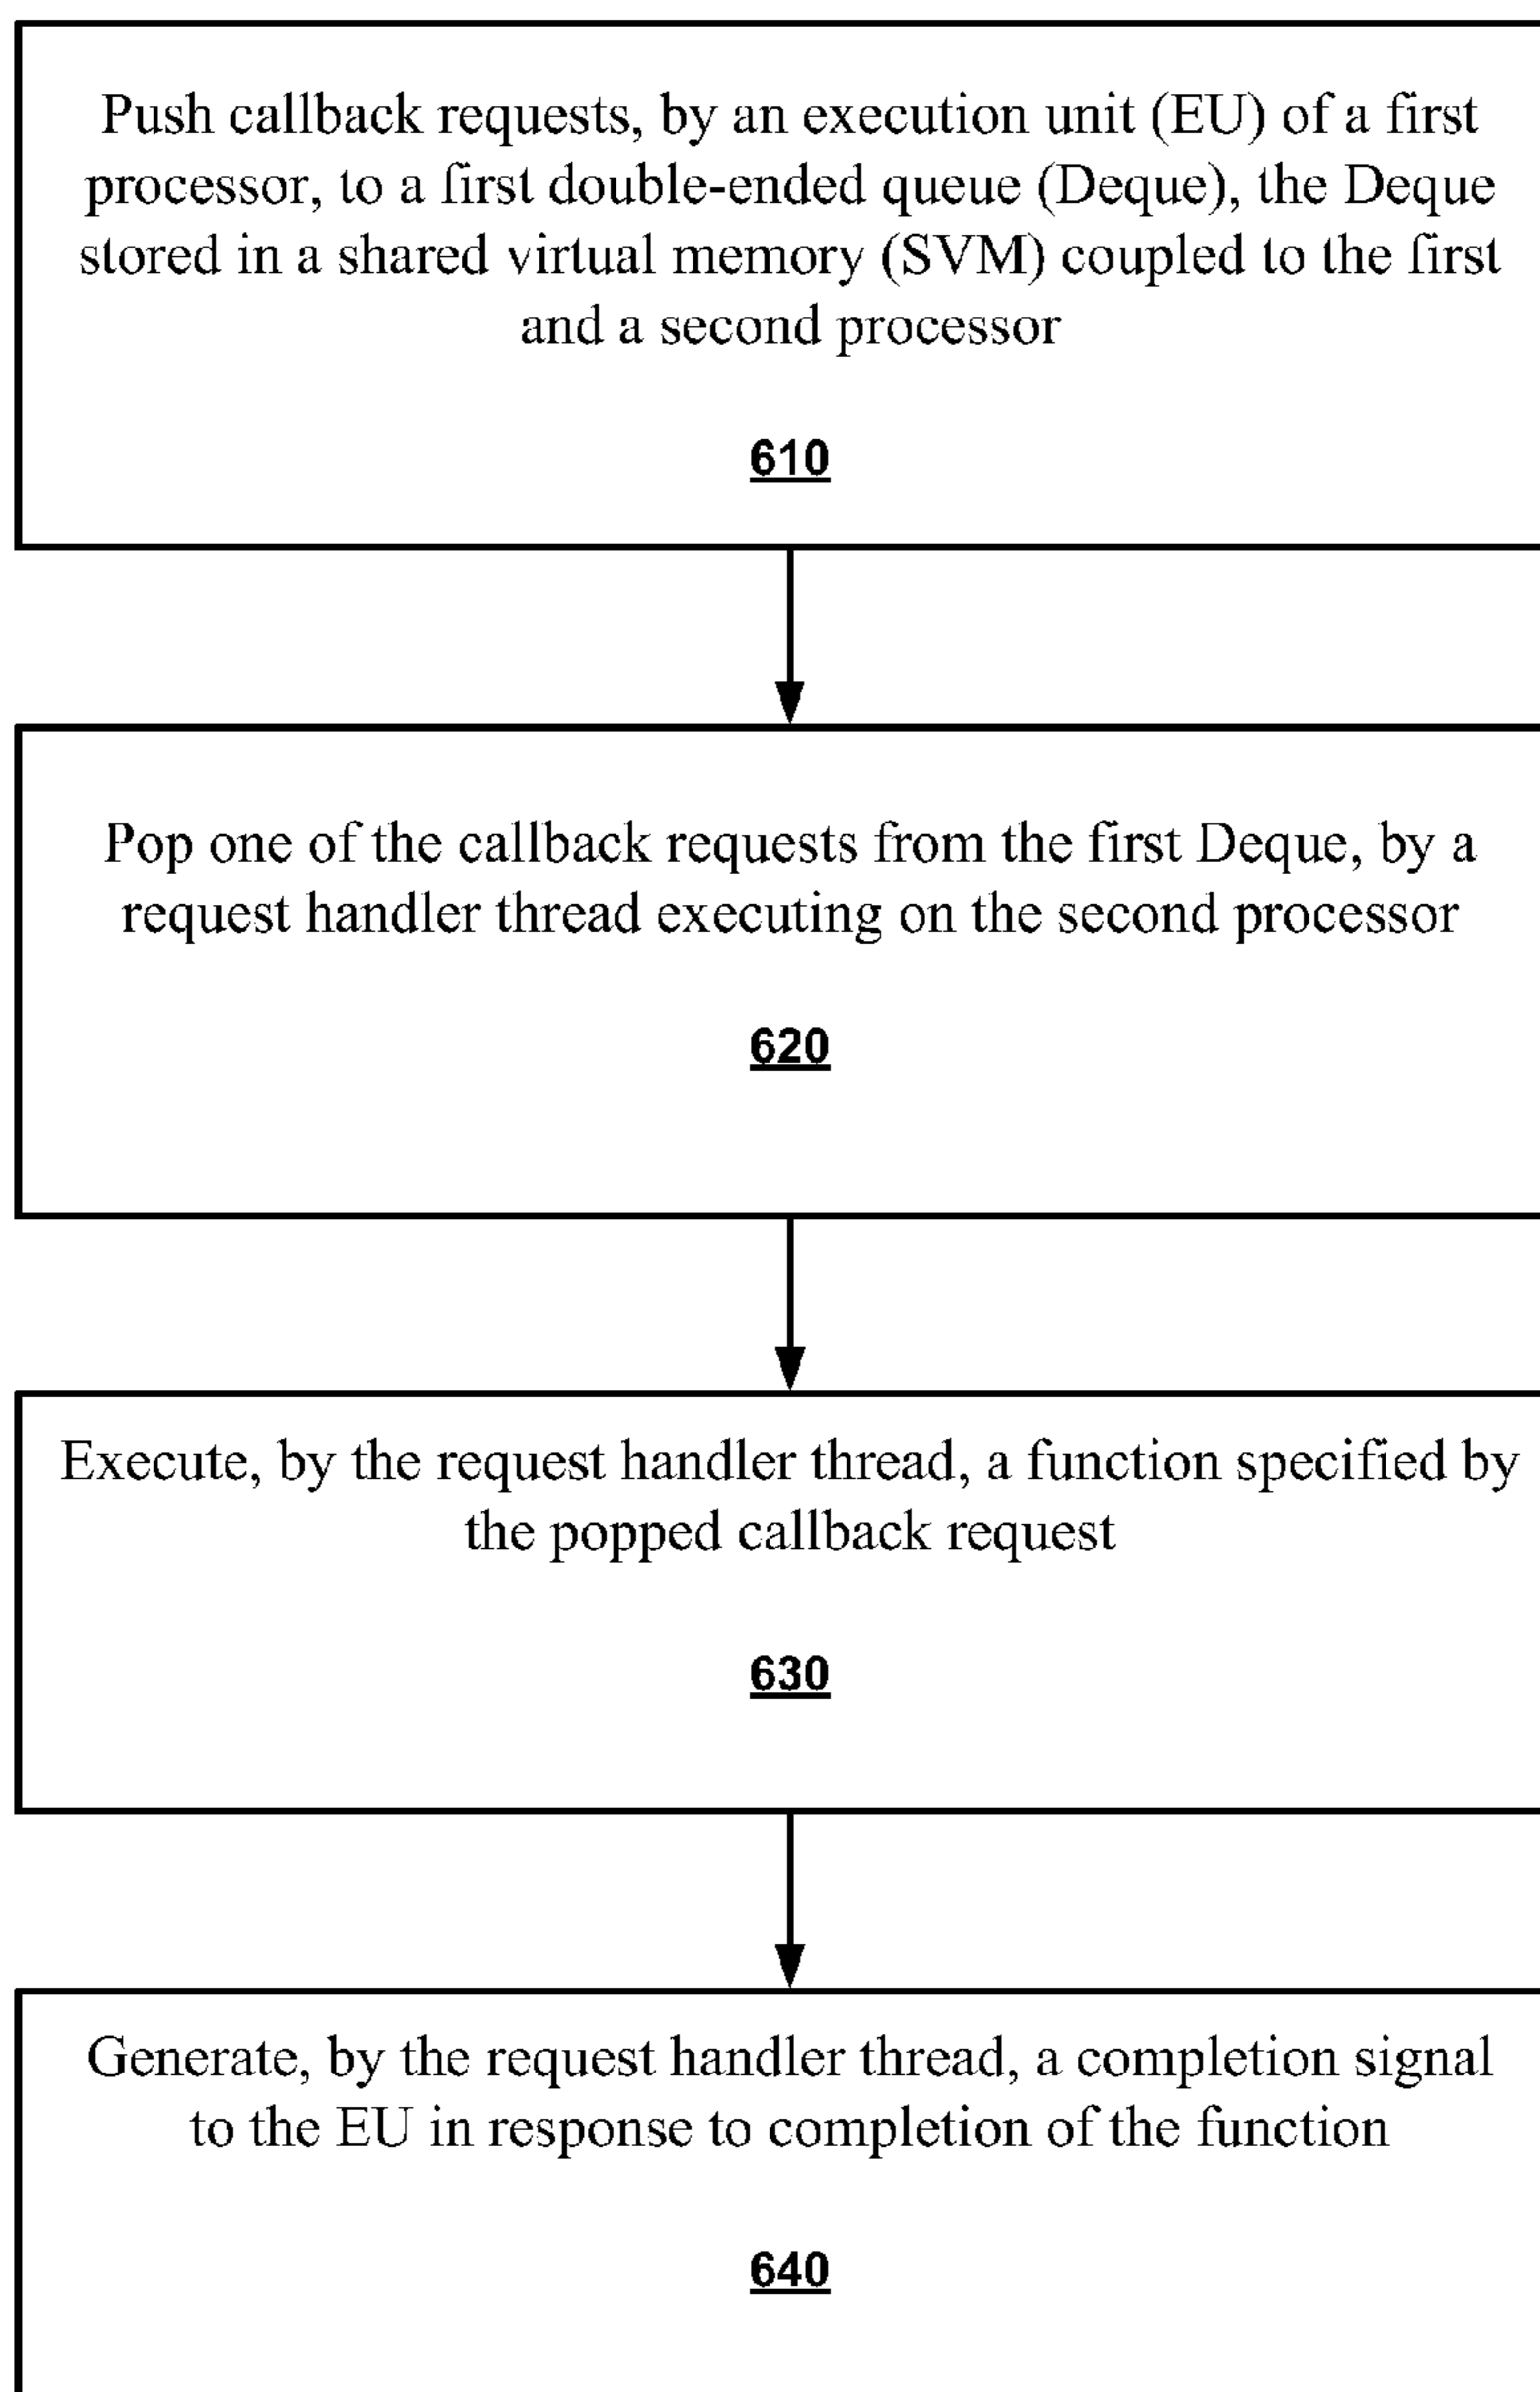 Push callback requests, by an execution unit (EU) of a first
processor, to a first double-ended queue (Deque), the Deque
stored in a shared virtual memory (SVM) coupled to the first
and a second processor
610
Pop one of the callback requests from the first Deque, by a
request handler thread executing on the second processor
620
Execute, by the request handler thread, a function specified by
the popped callback request
630
Generate, by the request handler thread, a completion signal
to the EU in response to completion of the function
640